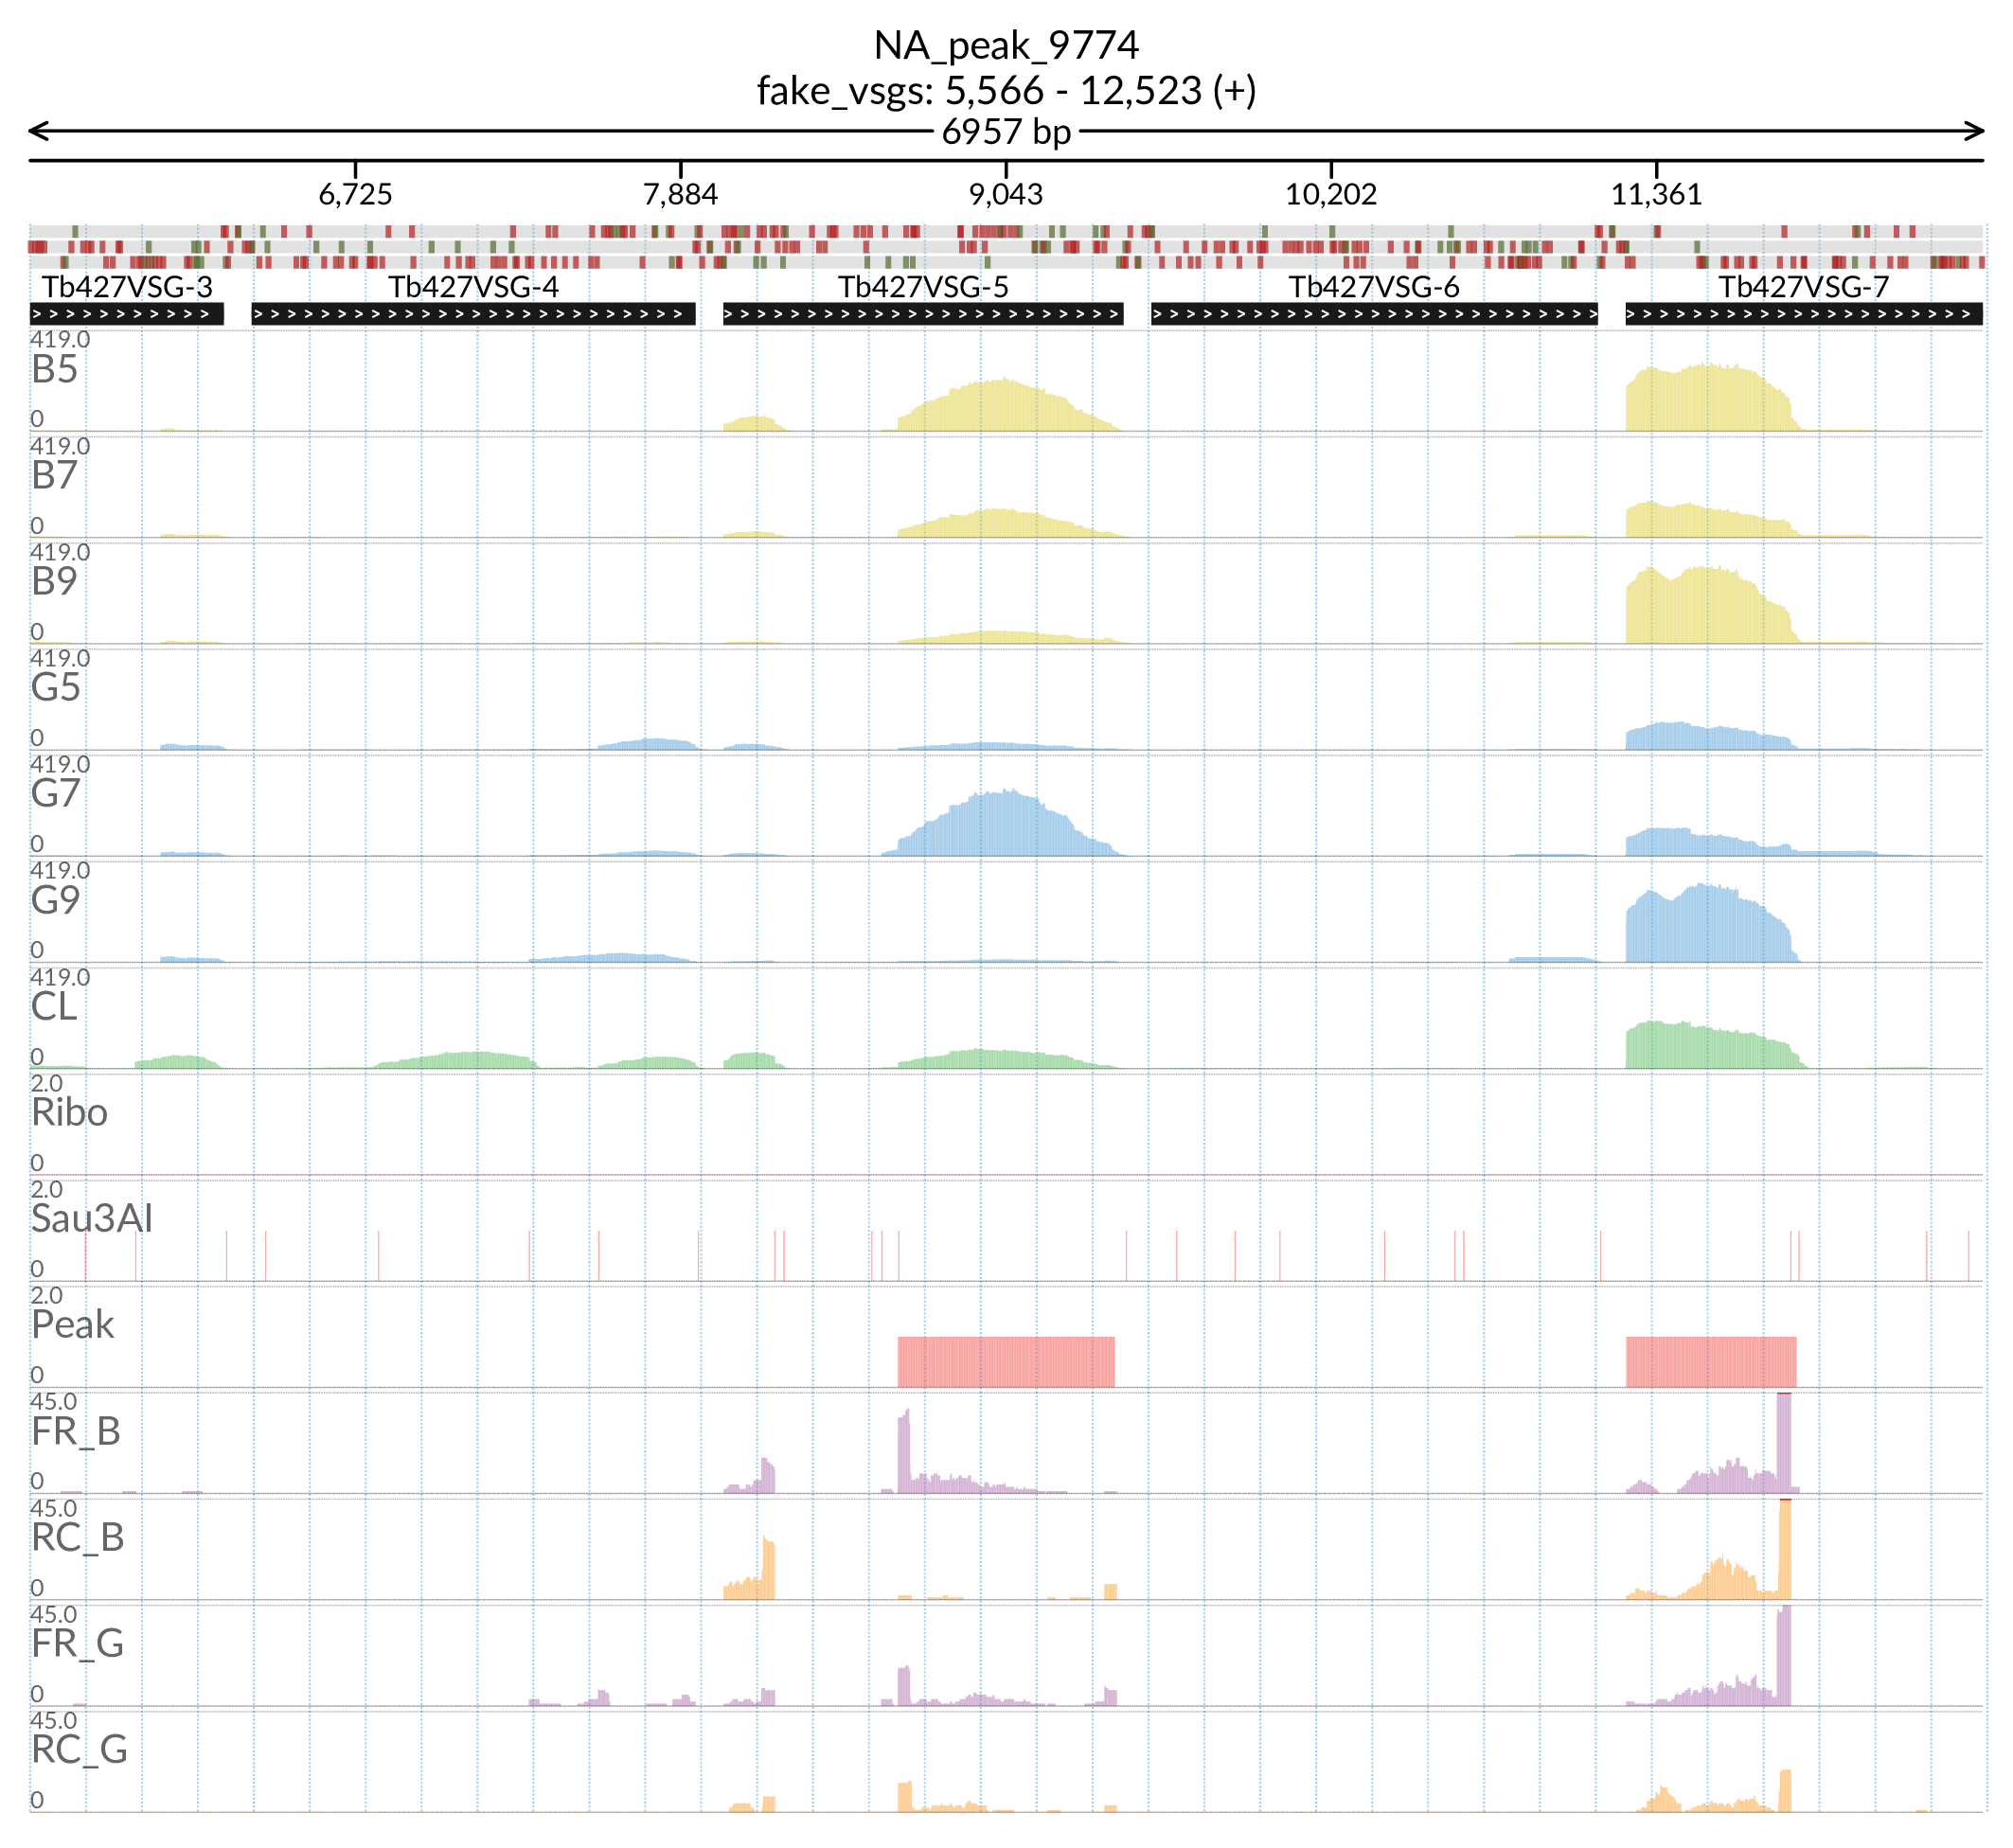 NA_peak_9774
fake_vsgs: 5,566 - 12,523 (+)
6957 bp
6,725 7,884 9,043 10,202 11,361
Tb427VSG-3 Tb427VSG-4 Tb427VSG-5 Tb427VSG-6 Tb427VSG-7
419.0
B5
0
419.0
B7
0
419.0
B9
0
419.0
G5
0
419.0
G7
0
419.0
G9
0
419.0
CL
0
2.0
Ribo
0
2.0
Sau3AI
0
2.0
Peak
0
45.0
FR_B
0
45.0
RC_B
0
45.0
FR_G
0
45.0
RC_G
0